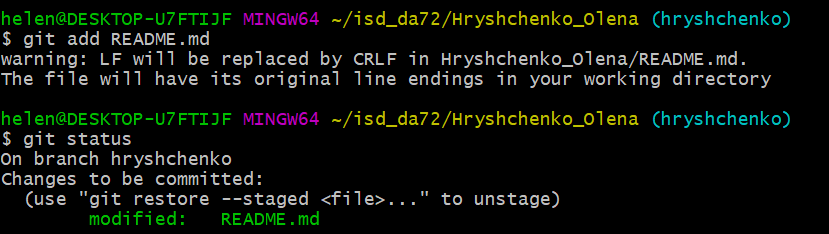 helen@DESKTOP-U7FTIJF MINGW64 ~/isd_da72/Hryshchenko_Olena (hryshchenko)
$ git add README.md
warning: LF will be replaced by CRLF in Hryshchenko_Olena/README.md.
The file will have its original line endings in your working directory

helen@DESKTOP-U7FTIJF MINGW64 ~/isd_da72/Hryshchenko_Olena (hryshchenko)
$ git status
On branch hryshchenko
Changes to be committed:
  (use "git restore --staged <file>..." to unstage)
        modified:   README.md